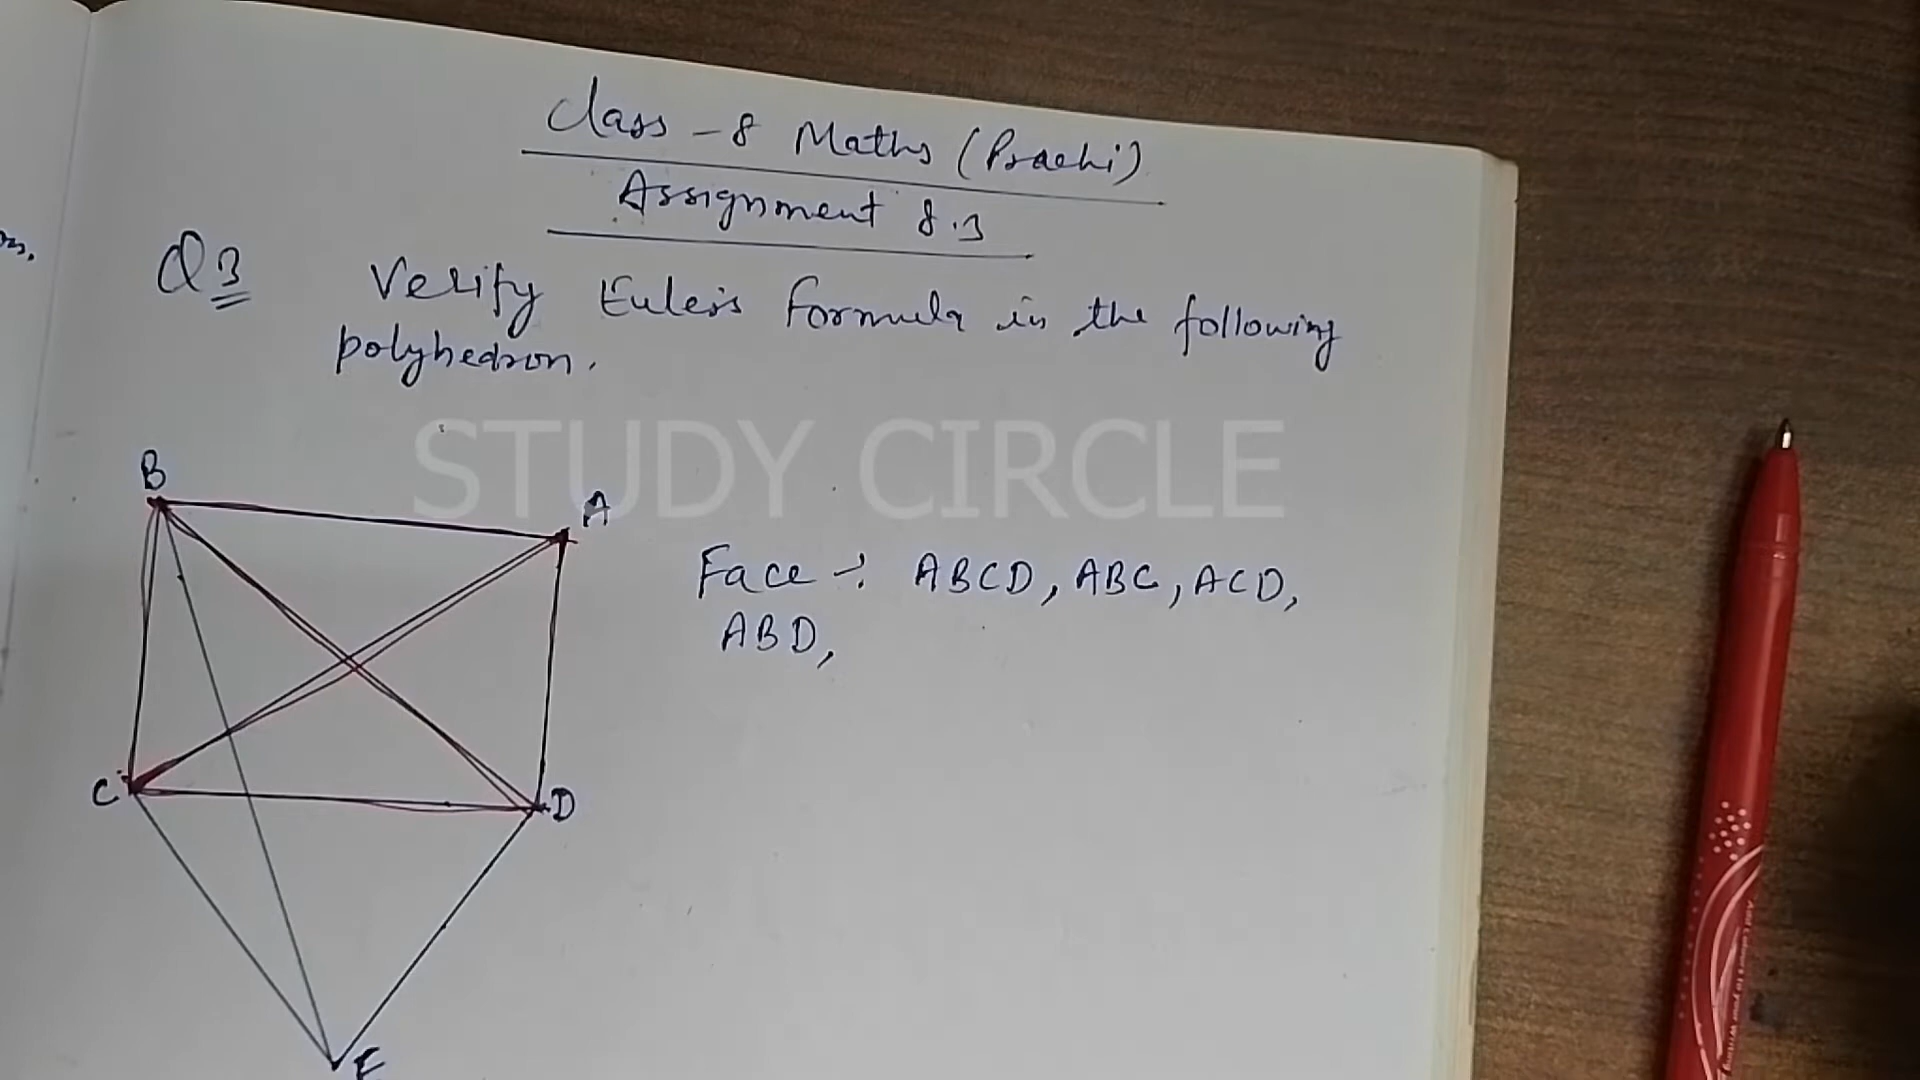 Class - 8 Maths (Prachi)
Assignment 8.3
Q3 Verify Euler's formula in the following
polyhedron.
STUDY CIRCLE
B
A
Face -: ABCD, ABC, ACD,
ABD,
C
D
E